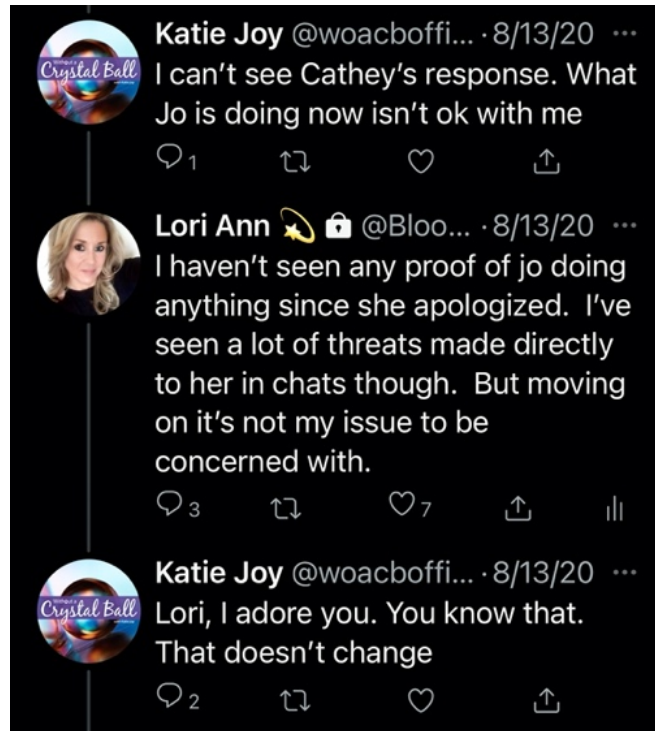 Katie Joy @woacboffi... · 8/13/20 ...
Crystal Ball
I can’t see Cathey’s response. What
Jo is doing now isn’t ok with me
1
Lori Ann 💫 🔒 @Bloo... · 8/13/20 ...
I haven’t seen any proof of jo doing
anything since she apologized.  I’ve
seen a lot of threats made directly
to her in chats though.  But moving
on it’s not my issue to be
concerned with.
3 7
Katie Joy @woacboffi... · 8/13/20 ...
Crystal Ball
Lori, I adore you. You know that.
That doesn’t change
2